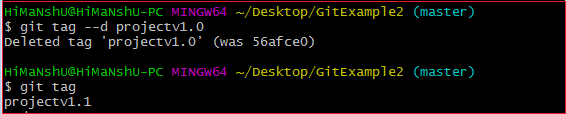 HiMaNshU@HiMaNshU-PC MINGW64 ~/Desktop/GitExample2 (master)
$ git tag --d projectv1.0
Deleted tag 'projectv1.0' (was 56afce0)
HiMaNshU@HiMaNshU-PC MINGW64 ~/Desktop/GitExample2 (master)
$ git tag
projectv1.1